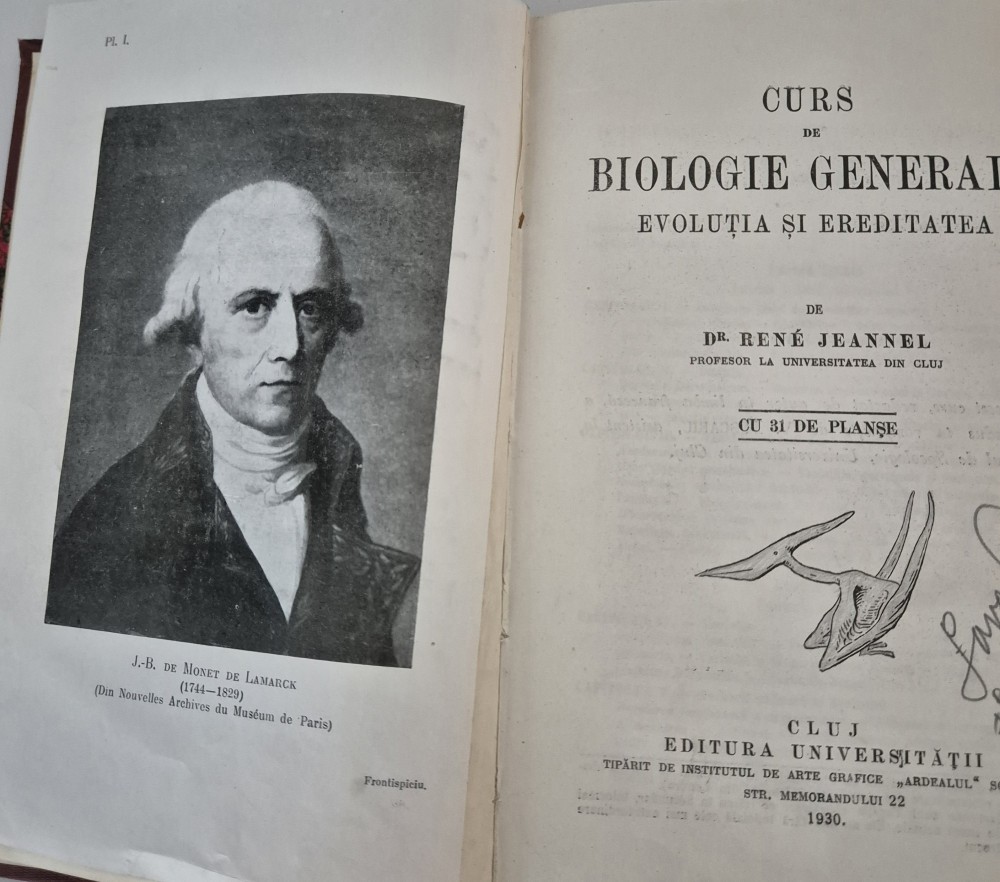 Pl. I.
J.-B. DE MONET DE LAMARCK
(1744—1829)
(Din Nouvelles Archives du Muséum de Paris)
Frontispiciu.
CURS
DE
BIOLOGIE GENERAL
EVOLUȚIA ȘI EREDITATEA
DE
DR. RENÉ JEANNEL
PROFESOR LA UNIVERSITATEA DIN CLUJ
CU 31 DE PLANȘE
CLUJ
EDITURA UNIVERSITĂȚII
TIPĂRIT DE INSTITUTUL DE ARTE GRAFICE „ARDEALUL“
STR. MEMORANDULUI 22
1930.